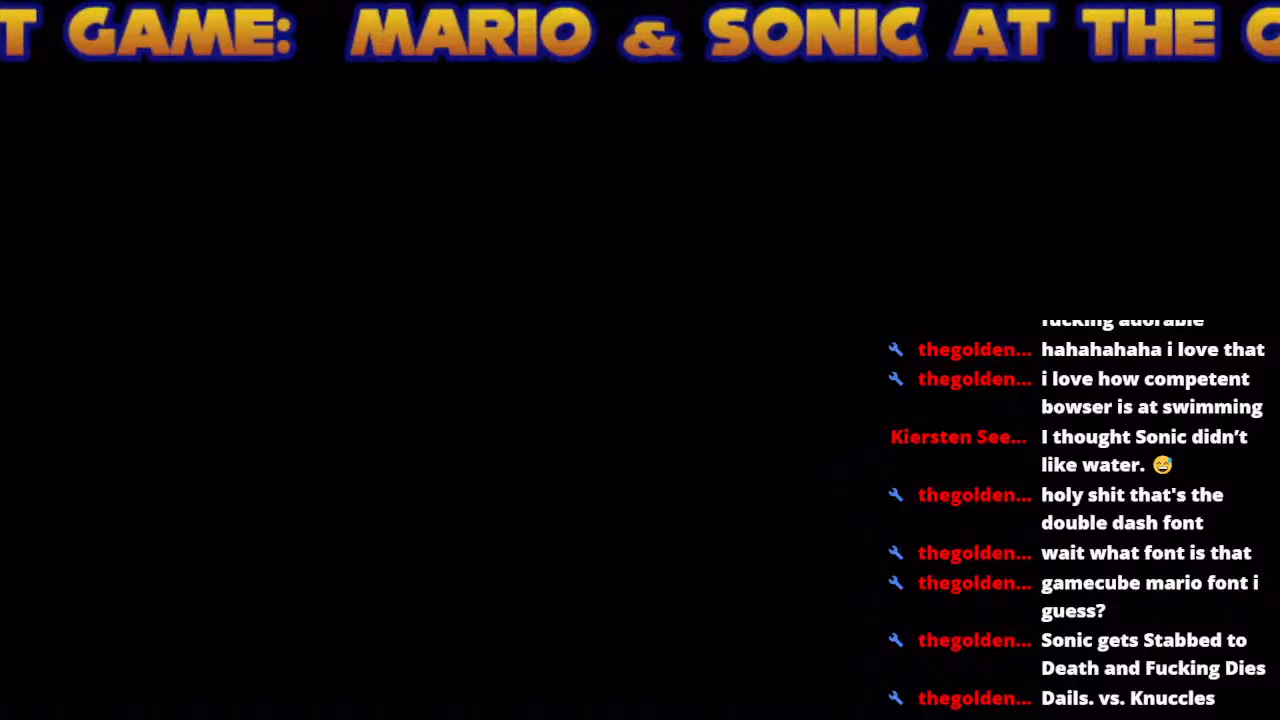 T GAME: MARIO & SONIC AT THE O
fucking adorable
thegolden... hahahahaha i love that
thegolden... i love how competent
bowser is at swimming
Kiersten See... I thought Sonic didn’t
like water. 😅
thegolden... holy shit that's the
double dash font
thegolden... wait what font is that
thegolden... gamecube mario font i
guess?
thegolden... Sonic gets Stabbed to
Death and Fucking Dies
thegolden... Dails. vs. Knuccles